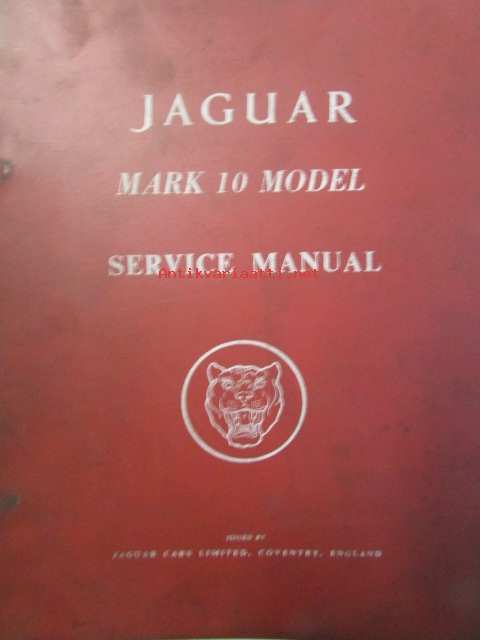 JAGUAR
MARK 10 MODEL
SERVICE MANUAL
Antikvariaatti.net
ISSUED BY
JAGUAR CARS LIMITED, COVENTRY, ENGLAND